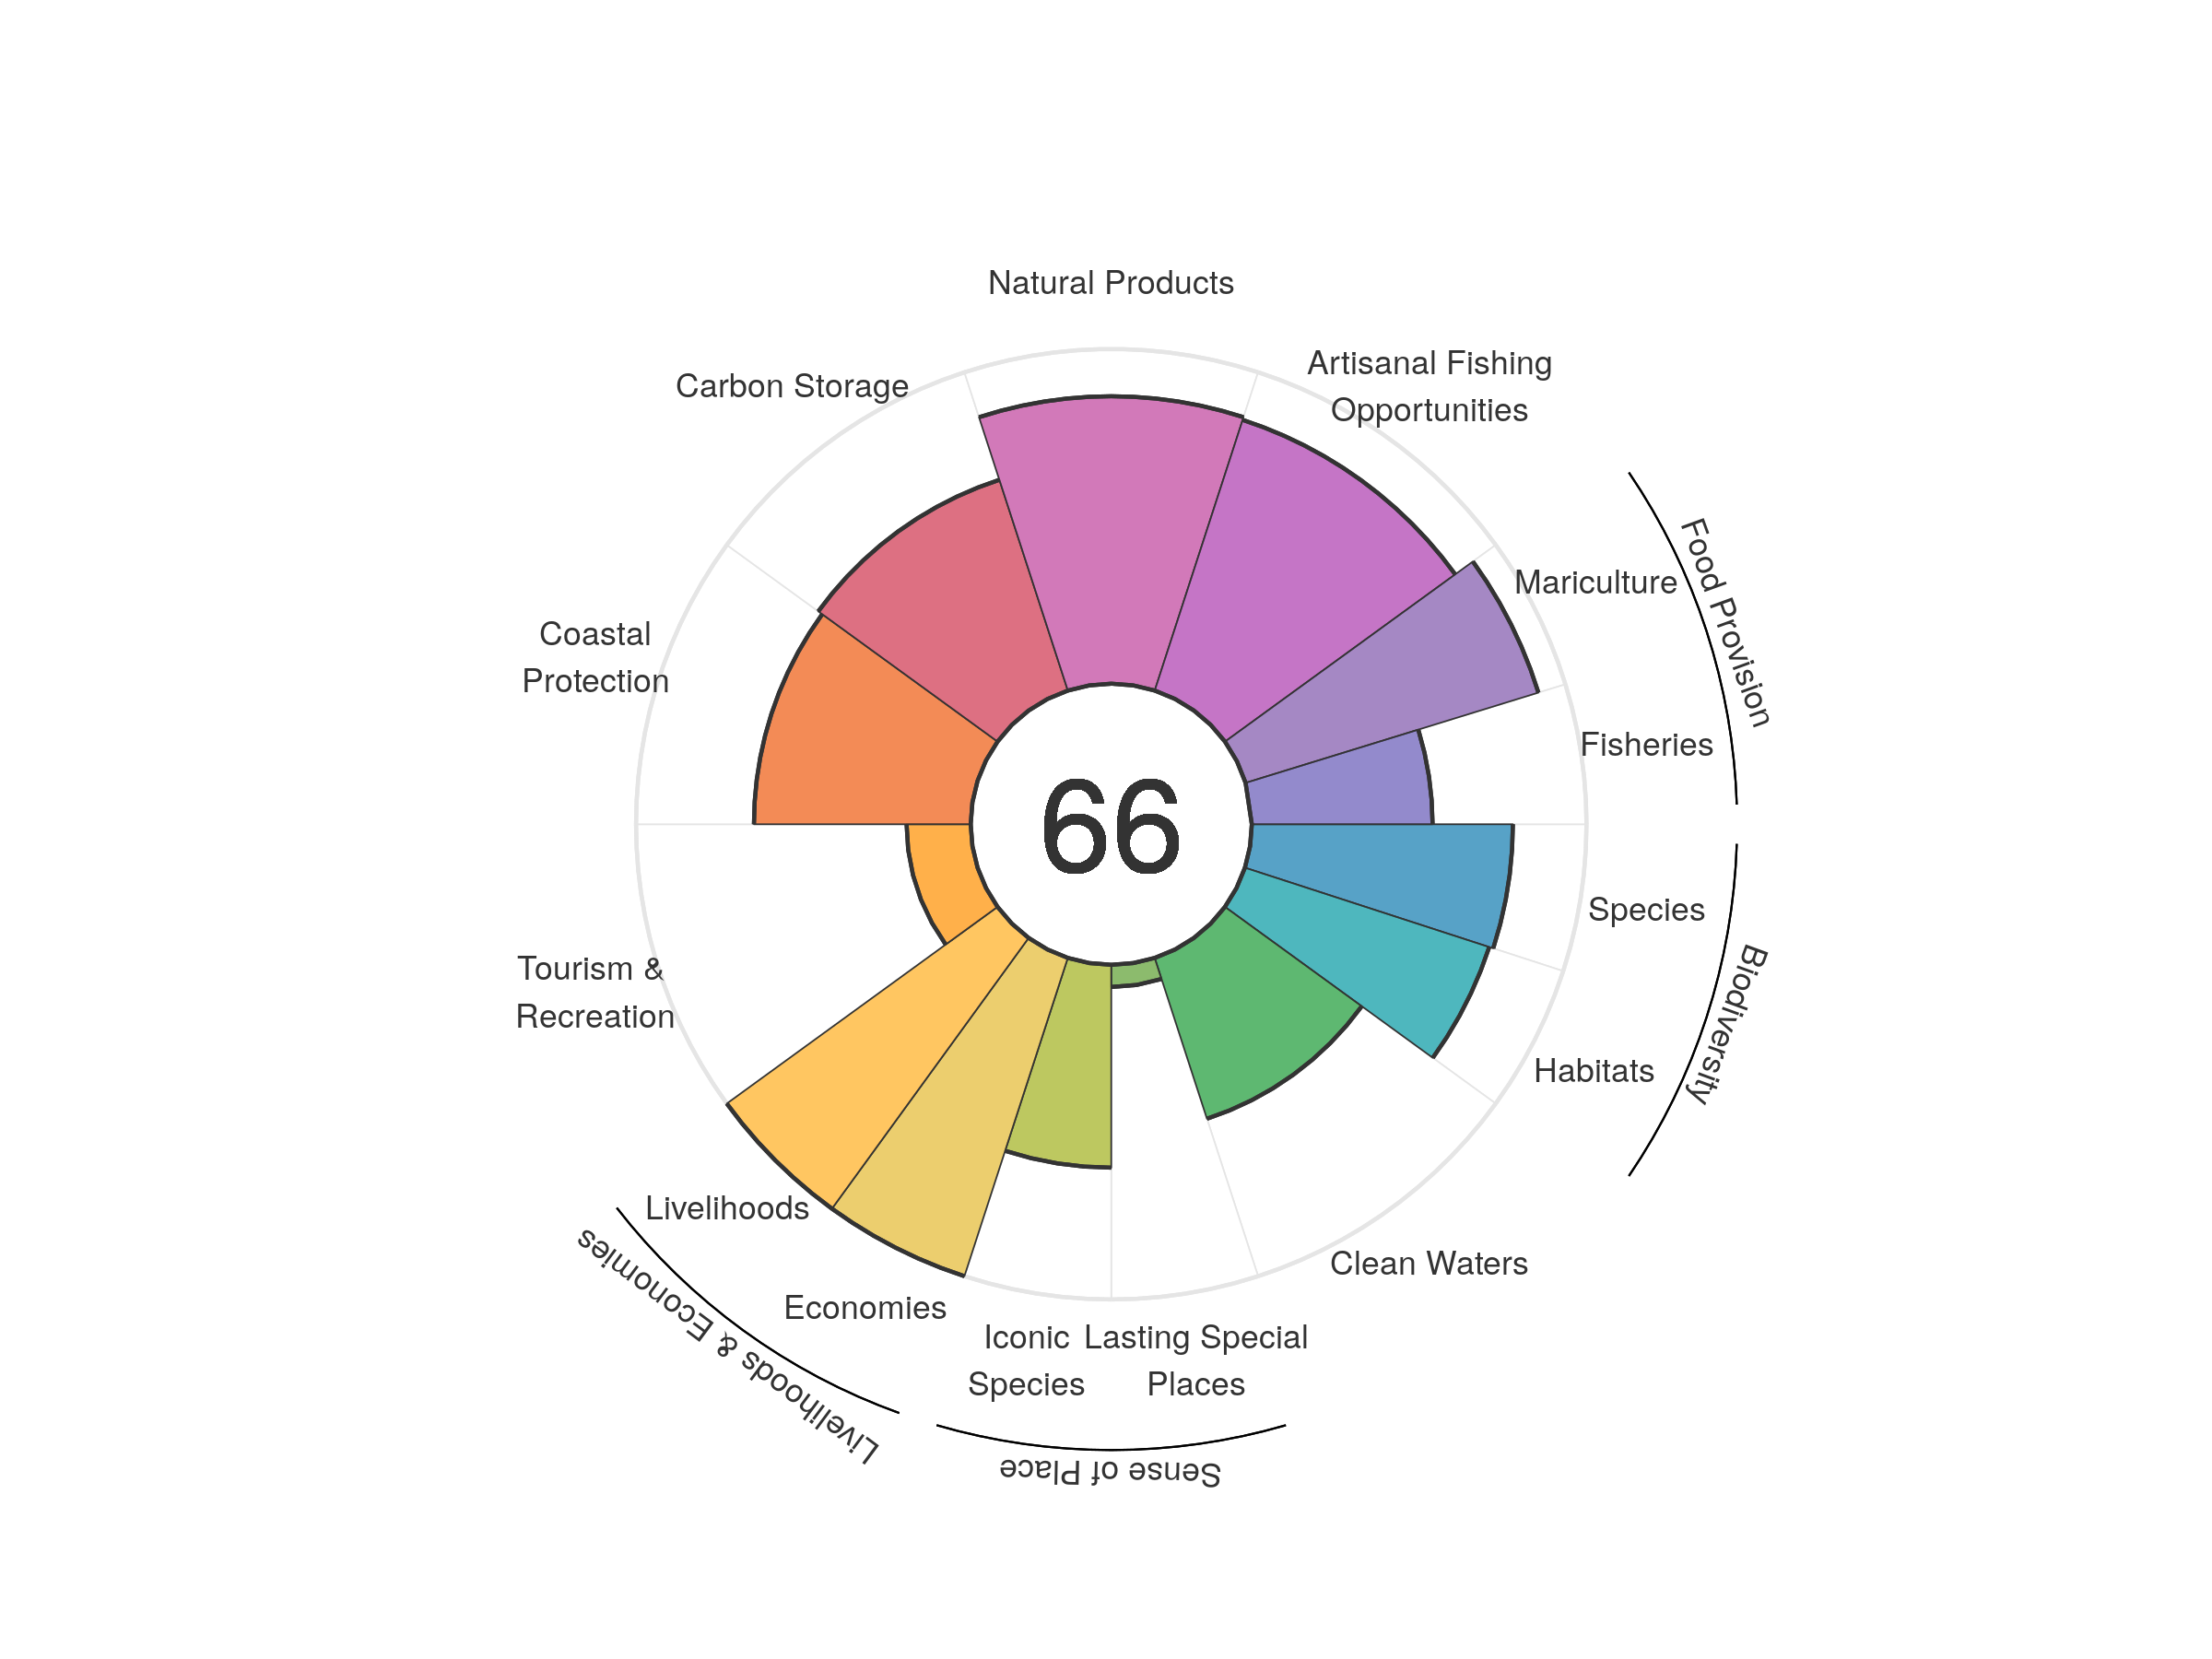 Natural Products
Artisanal Fishing
Opportunities
Carbon Storage
Mariculture
Food Provision
Coastal
Protection
Fisheries
66
Species
Biodiversity
Tourism &
Recreation
Habitats
Livelihoods
Clean Waters
Livelihoods & Economies
Economies
Iconic
Species
Lasting Special
Places
Sense of Place